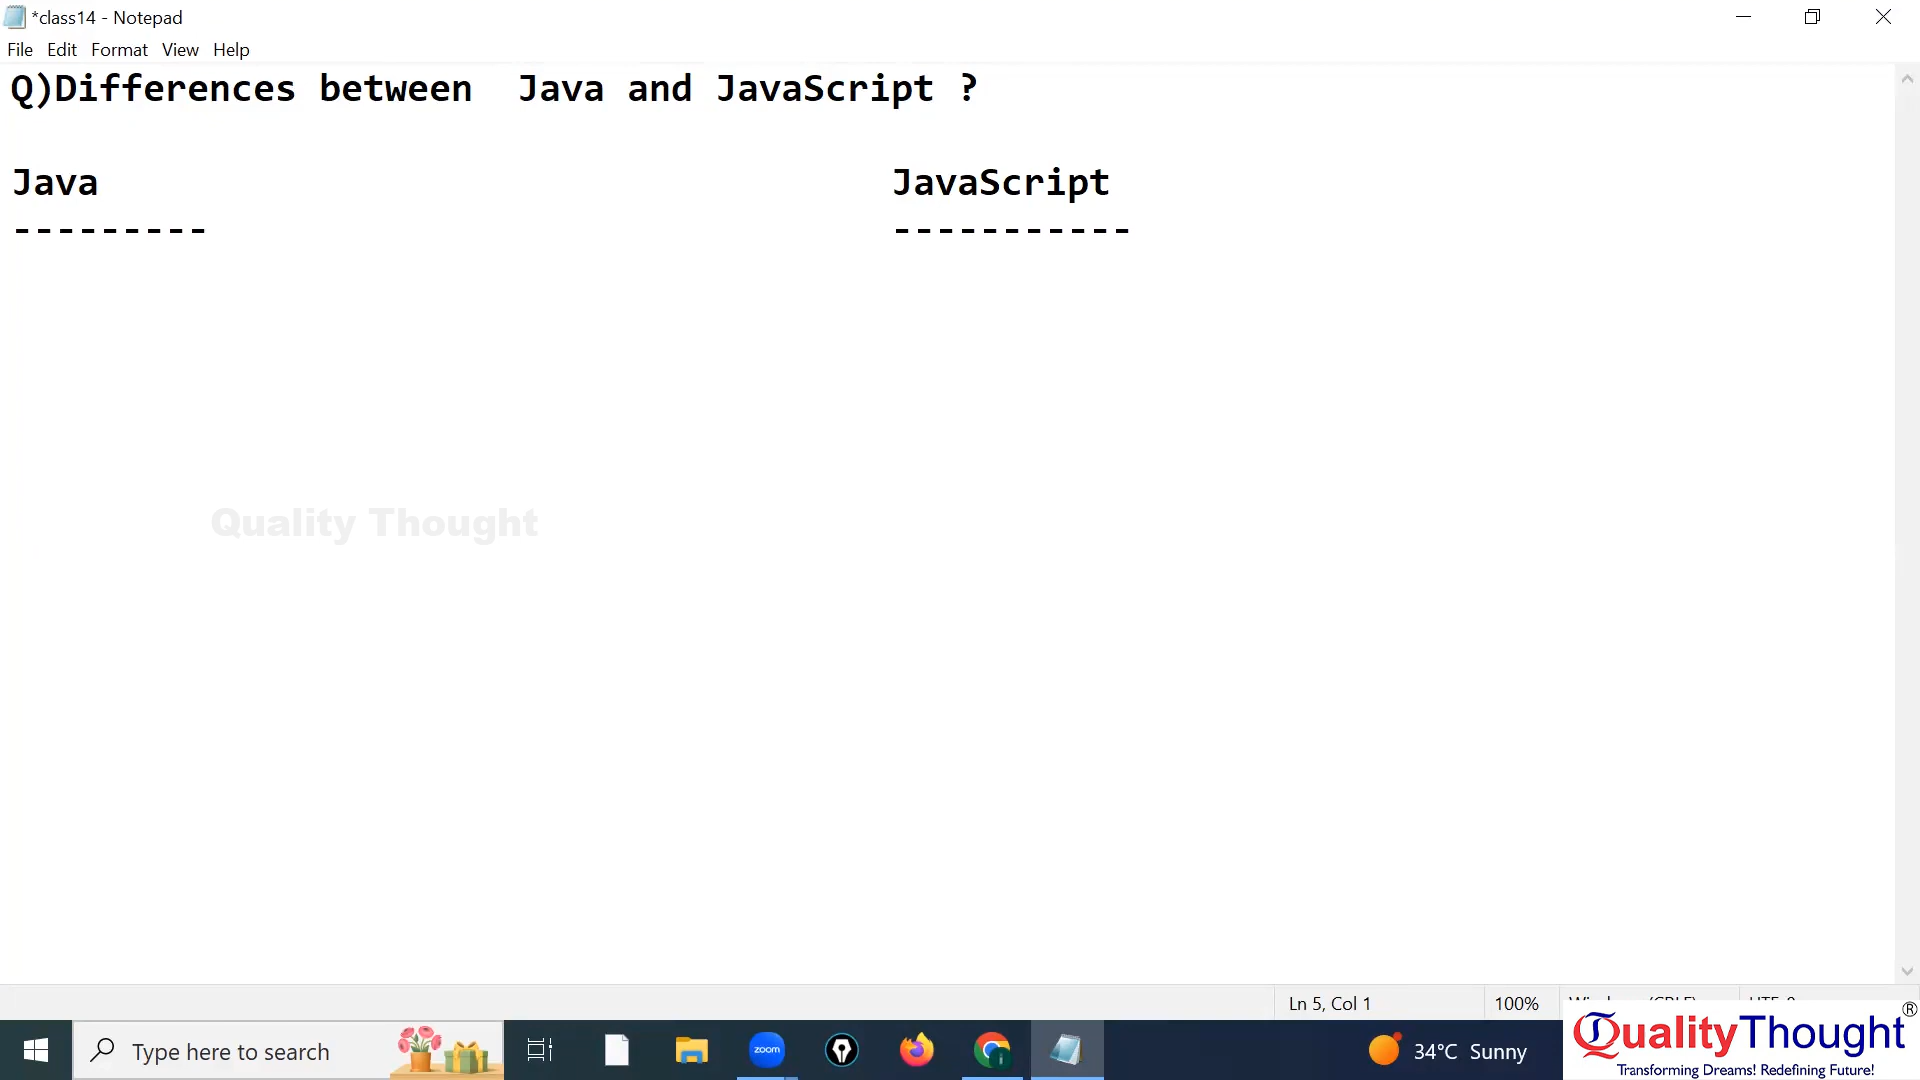 *class14 - Notepad
File Edit Format View Help
Q)Differences between  Java and JavaScript ?
Java JavaScript
--------- -----------
Quality Thought
Ln 5, Col 1 100%
Type here to search
zoom
34°C Sunny
QualityThought ®
Transforming Dreams! Redefining Future!